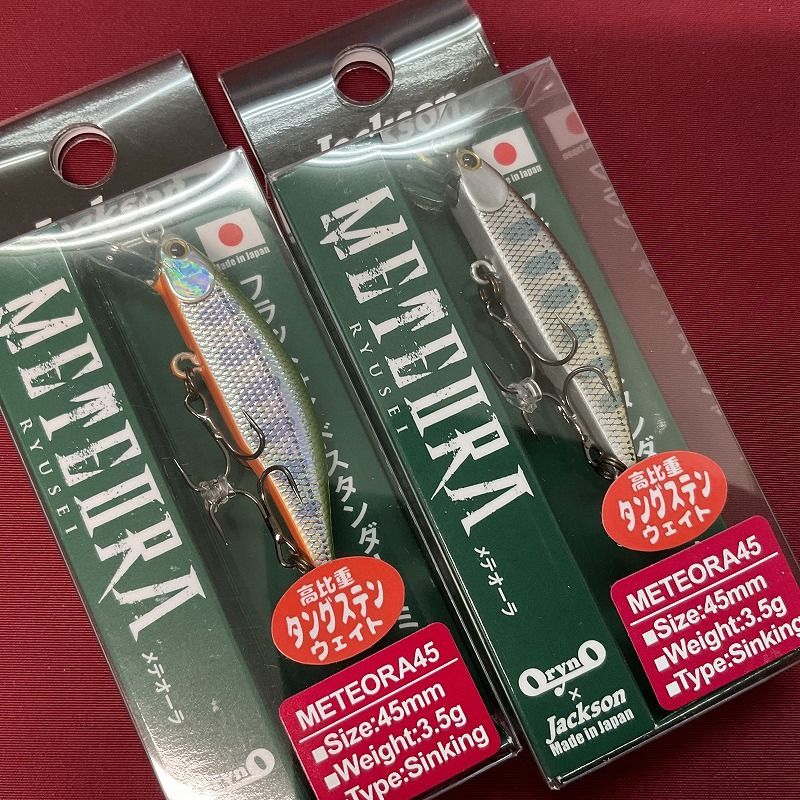 Jackson
Made in Japan
METEORA
RYUSEI
メテオーラ
高比重
タングステン
ウェイト
METEORA45
■Size:45mm
■Weight:3.5g
■Type:Sinking
OrynO
Jackson
Made in Japan
METEORA
RYUSEI
メテオーラ
高比重
タングステン
ウェイト
METEORA45
■Size:45mm
■Weight:3.5g
■Type:Sinking
OrynO
×
Jackson
Made in Japan